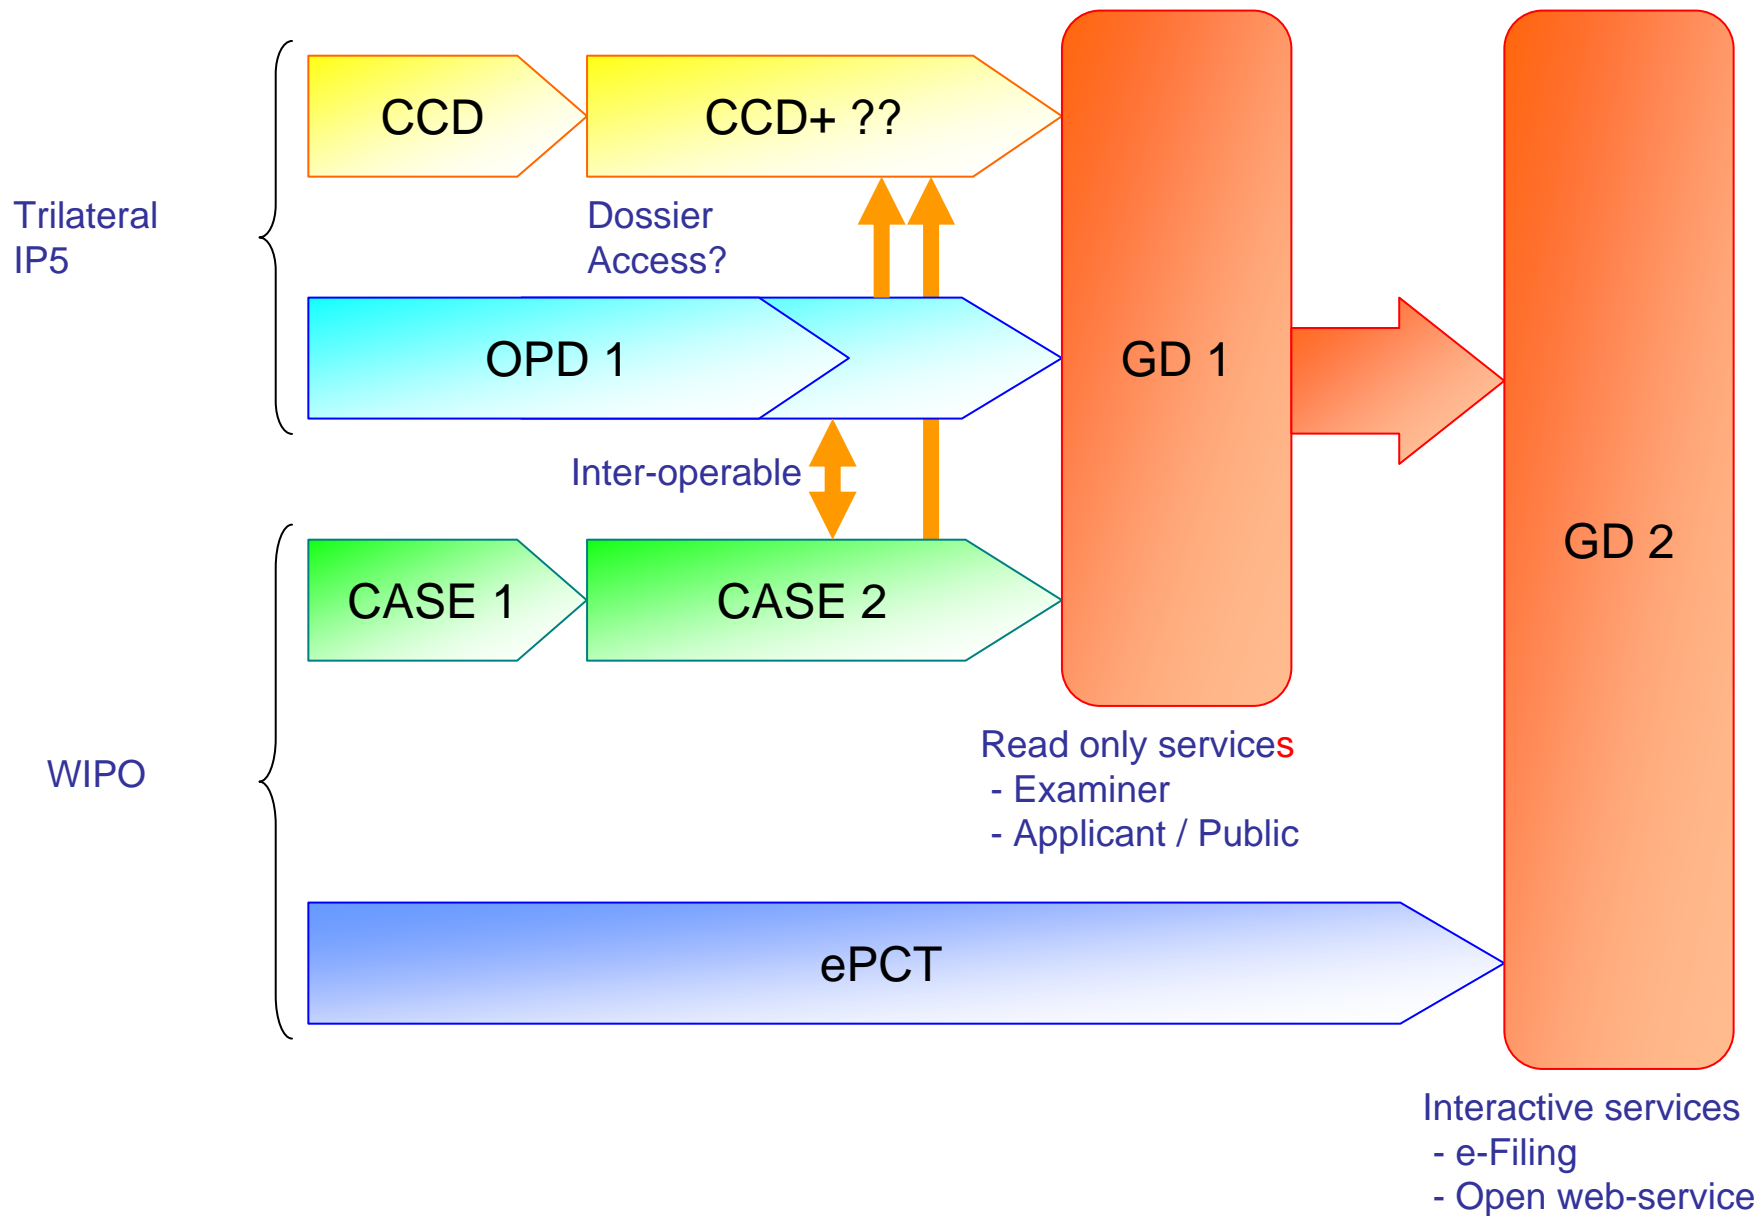 CCD
CCD+ ??
Trilateral
IP5
Dossier
Access?
OPD 1
GD 1
Inter-operable
GD 2
CASE 1
CASE 2
WIPO
Read only services
- Examiner
- Applicant / Public
ePCT
Interactive services
- e-Filing
- Open web-service